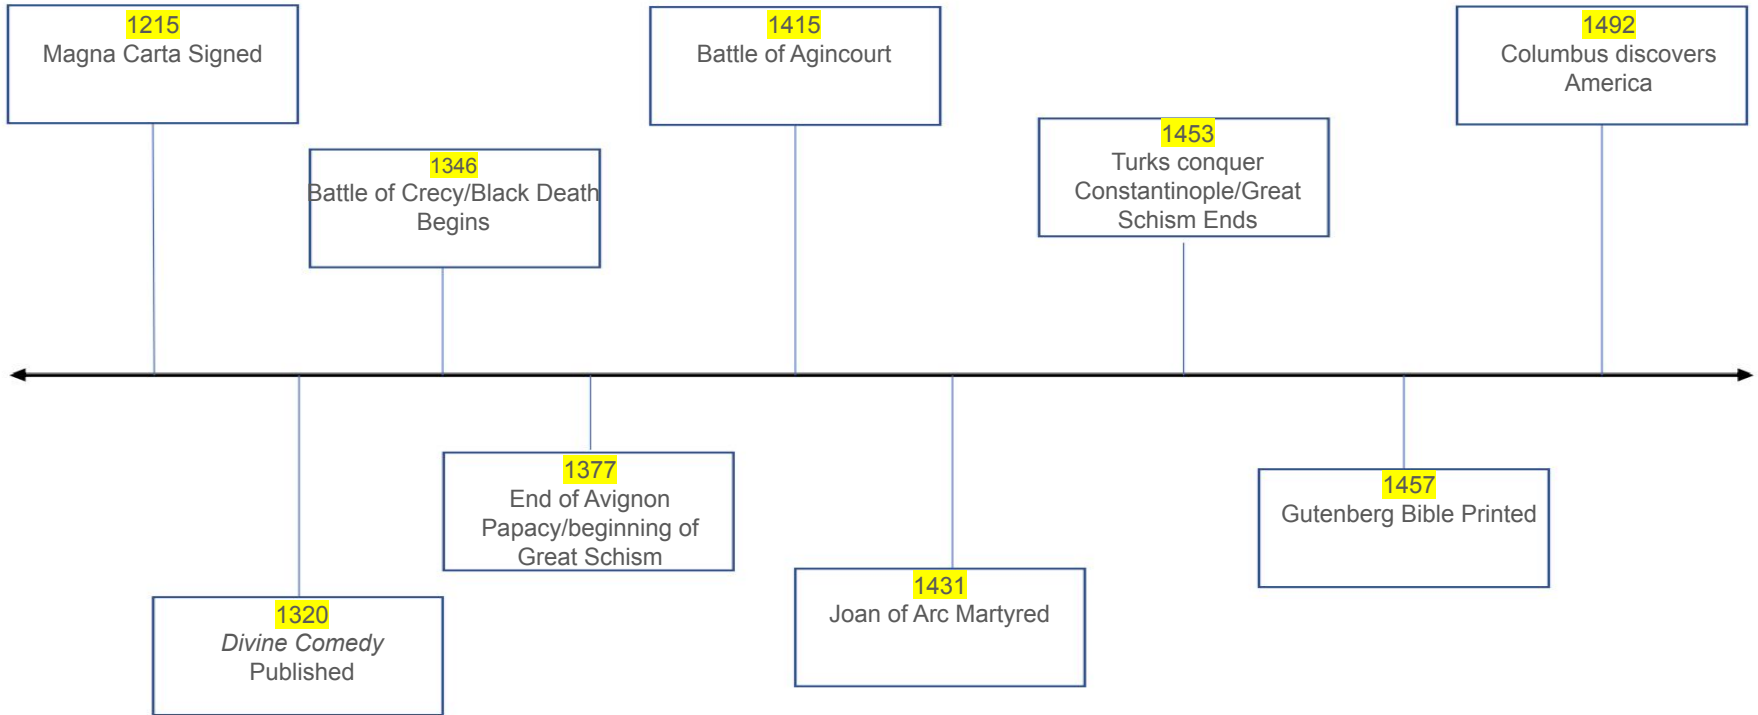 1215
Magna Carta Signed
1320
Divine Comedy
Published
1346
Battle of Crecy/Black Death
Begins
1377
End of Avignon
Papacy/beginning of
Great Schism
1415
Battle of Agincourt
1431
Joan of Arc Martyred
1453
Turks conquer
Constantinople/Great
Schism Ends
1457
Gutenberg Bible Printed
1492
Columbus discovers
America